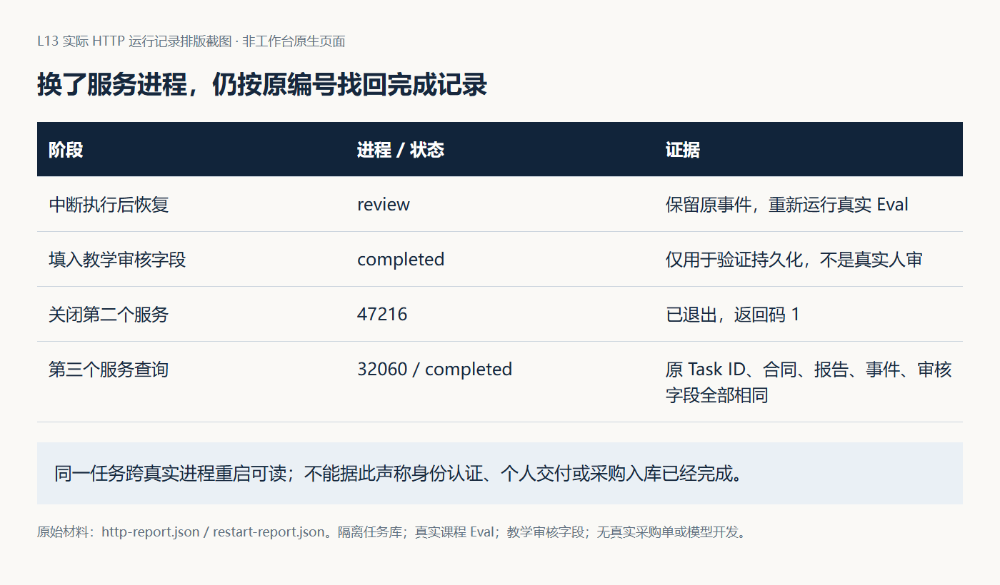 L13 实际 HTTP 运行记录排版截图 · 非工作台原生页面
换了服务进程，仍按原编号找回完成记录
阶段 进程 / 状态 证据
中断执行后恢复 review 保留原事件，重新运行真实 Eval
填入教学审核字段 completed 仅用于验证持久化，不是真实人审
关闭第二个服务 47216 已退出，返回码 1
第三个服务查询 32060 / completed 原 Task ID、合同、报告、事件、审核
字段全部相同
同一任务跨真实进程重启可读；不能据此声称身份认证、个人交付或采购入库已经完成。
原始材料：http-report.json / restart-report.json。隔离任务库；真实课程 Eval；教学审核字段；无真实采购单或模型开发。